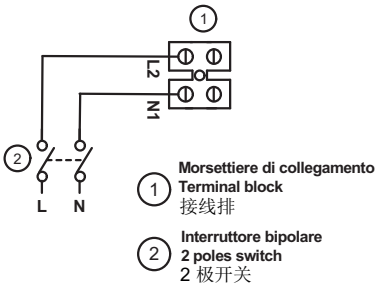 1
L2
N1
2
L N
1
Morsettiere di collegamento
Terminal block
接线排
2
Interruttore bipolare
2 poles switch
2 极开关